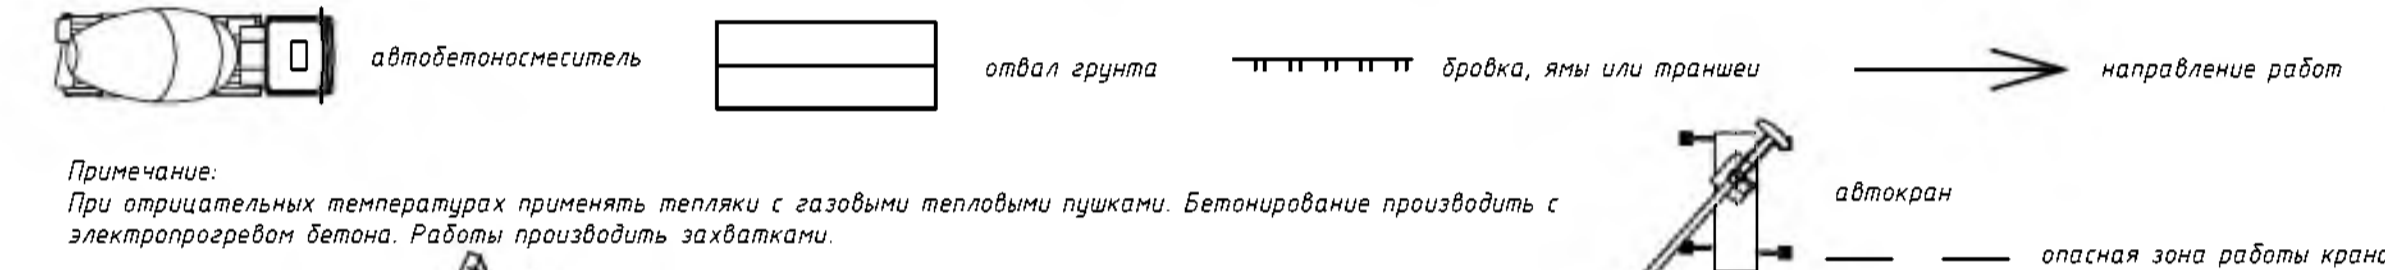 автобетоносмеситель
отвал грунта
бровка, ямы или траншеи
направление работ
Примечание:
При отрицательных температурах применять тепляки с газовыми тепловыми пушками. Бетонирование производить с
электропрогревом бетона. Работы производить захватками.
автокран
опасная зона работы крана